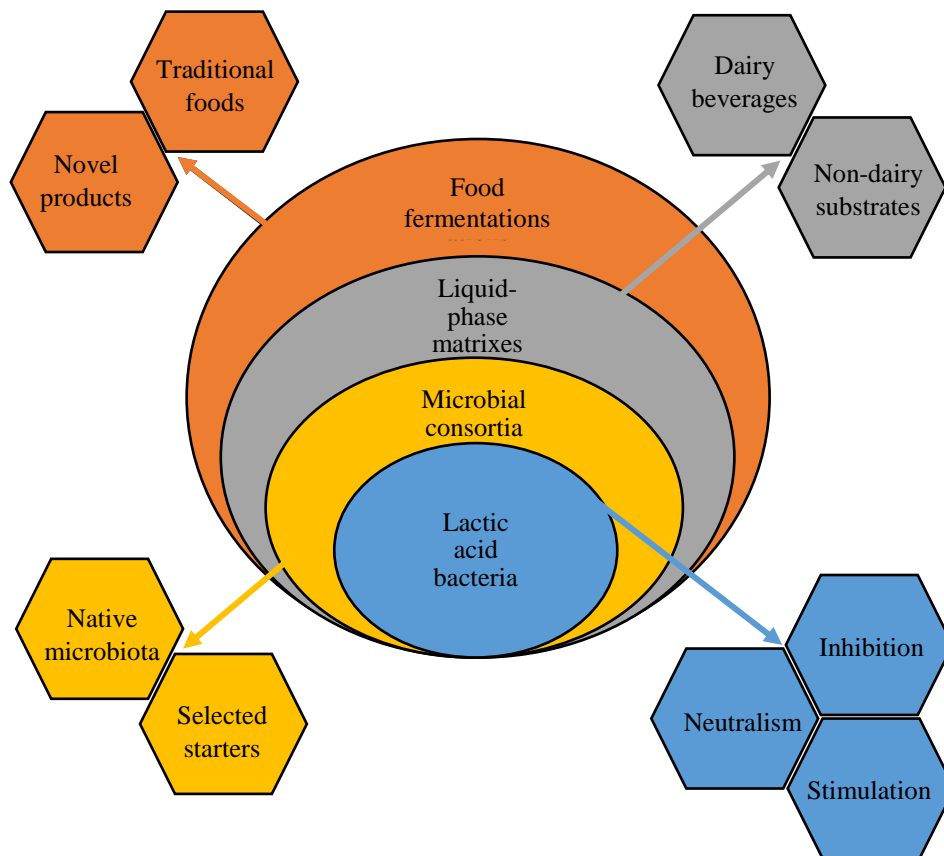 Traditional
foods
Novel
products
Dairy
beverages
Non-dairy
substrates
Food
fermentations
Liquid-
phase
matrixes
Microbial
consortia
Lactic
acid
bacteria
Native
microbiota
Selected
starters
Inhibition
Neutralism
Stimulation